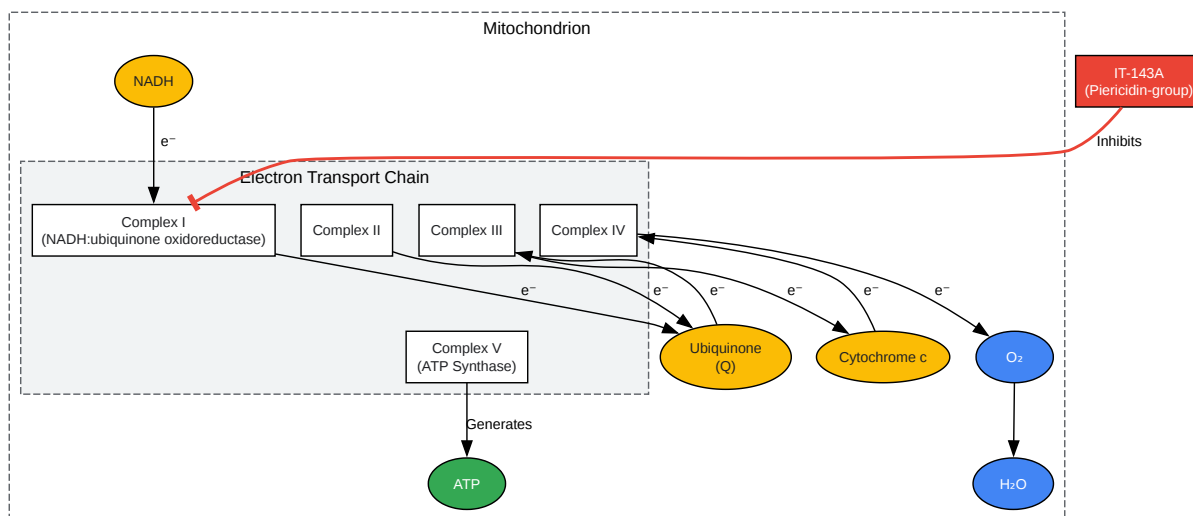 Mitochondrion
NADH
IT-143A
(Piericidin-group)
e⁻
Inhibits
Electron Transport Chain
Complex I
(NADH:ubiquinone oxidoreductase)
Complex II
Complex III
Complex IV
e⁻
e⁻
e⁻
e⁻
e⁻
e⁻
Complex V
(ATP Synthase)
Ubiquinone
(Q)
Cytochrome c
O₂
Generates
ATP
H₂O